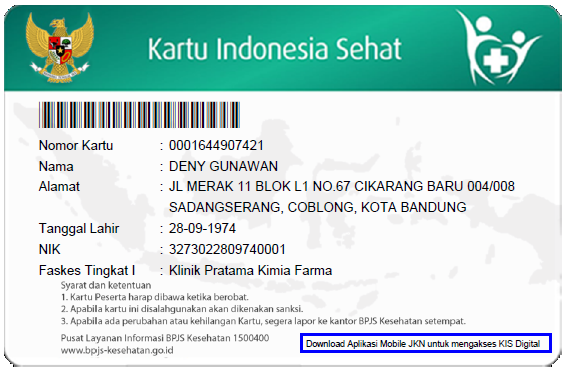 Kartu Indonesia Sehat
Nomor Kartu : 0001644907421
Nama : DENY GUNAWAN
Alamat : JL MERAK 11 BLOK L1 NO.67 CIKARANG BARU 004/008
SADANGSERANG, COBLONG, KOTA BANDUNG
Tanggal Lahir : 28-09-1974
NIK : 3273022809740001
Faskes Tingkat I : Klinik Pratama Kimia Farma
Syarat dan ketentuan
1. Kartu Peserta harap dibawa ketika berobat.
2. Apabila kartu ini disalahgunakan akan dikenakan sanksi.
3. Apabila ada perubahan atau kehilangan Kartu, segera lapor ke kantor BPJS Kesehatan setempat.
Pusat Layanan Informasi BPJS Kesehatan 1500400
www.bpjs-kesehatan.go.id
Download Aplikasi Mobile JKN untuk mengakses KIS Digital